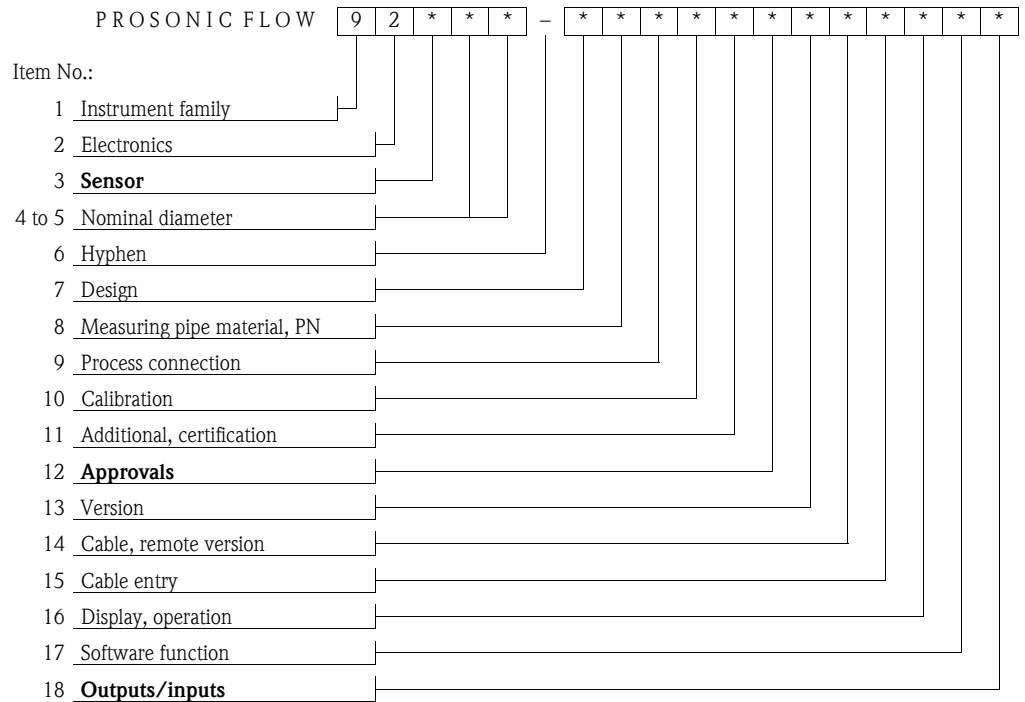 PROSONIC FLOW 9 2 * * * – * * * * * * * * * * * *
Item No.:
1 Instrument family
2 Electronics
3 Sensor
4 to 5 Nominal diameter
6 Hyphen
7 Design
8 Measuring pipe material, PN
9 Process connection
10 Calibration
11 Additional, certification
12 Approvals
13 Version
14 Cable, remote version
15 Cable entry
16 Display, operation
17 Software function
18 Outputs/inputs